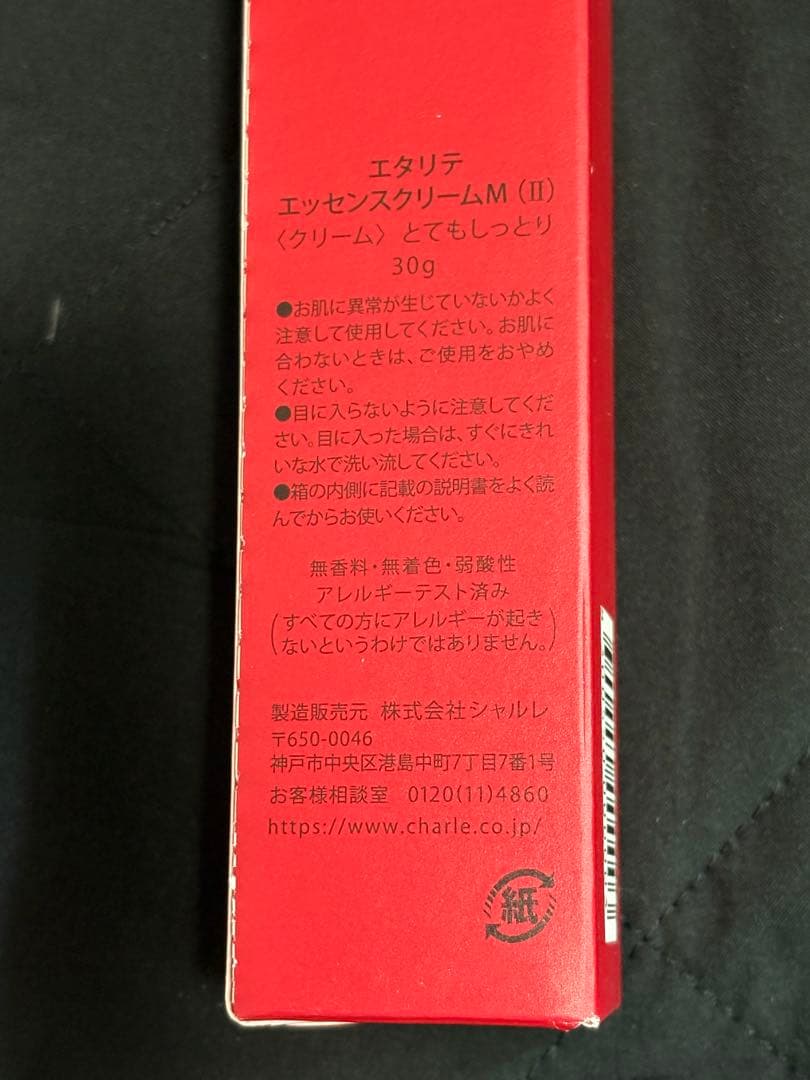 エタリテ
エッセンスクリームM（Ⅱ）
〈クリーム〉とてもしっとり
30g
●お肌に異常が生じていないかよく
注意して使用してください。お肌に
合わないときは、ご使用をおやめ
ください。
●目に入らないように注意してくだ
さい。目に入った場合は、すぐにきれ
いな水で洗い流してください。
●箱の内側に記載の説明書をよく読
んでからお使いください。
無香料・無着色・弱酸性
アレルギーテスト済み
（すべての方にアレルギーが起き
ないというわけではありません。）
製造販売元 株式会社シャルレ
〒650-0046
神戸市中央区港島中町7丁目7番1号
お客様相談室 0120(11)4860
https://www.charle.co.jp/
紙